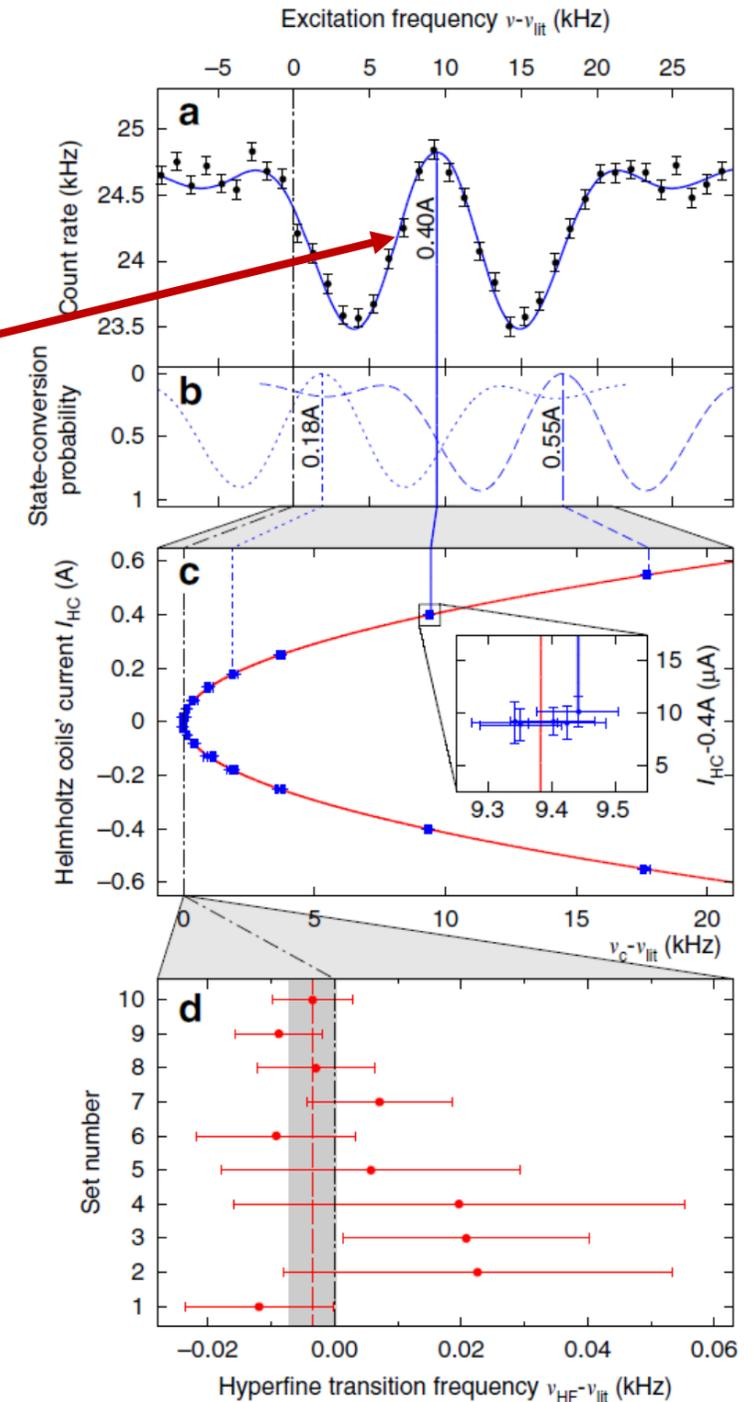 Excitation frequency ν-ν_lit (kHz)
−5 0 5 10 15 20 25
a
Count rate (kHz)
25
24.5
24
23.5
0.40A
b
State-conversion
probability
0
0.5
1
0.18A
0.55A
c
Helmholtz coils' current I_HC (A)
0.6
0.4
0.2
0
−0.2
−0.4
−0.6
15
10
5
I_HC-0.4A (μA)
9.3 9.4 9.5
0 5 10 15 20
ν_c-ν_lit (kHz)
d
Set number
10
9
8
7
6
5
4
3
2
1
−0.02 0.00 0.02 0.04 0.06
Hyperfine transition frequency ν_HF-ν_lit (kHz)